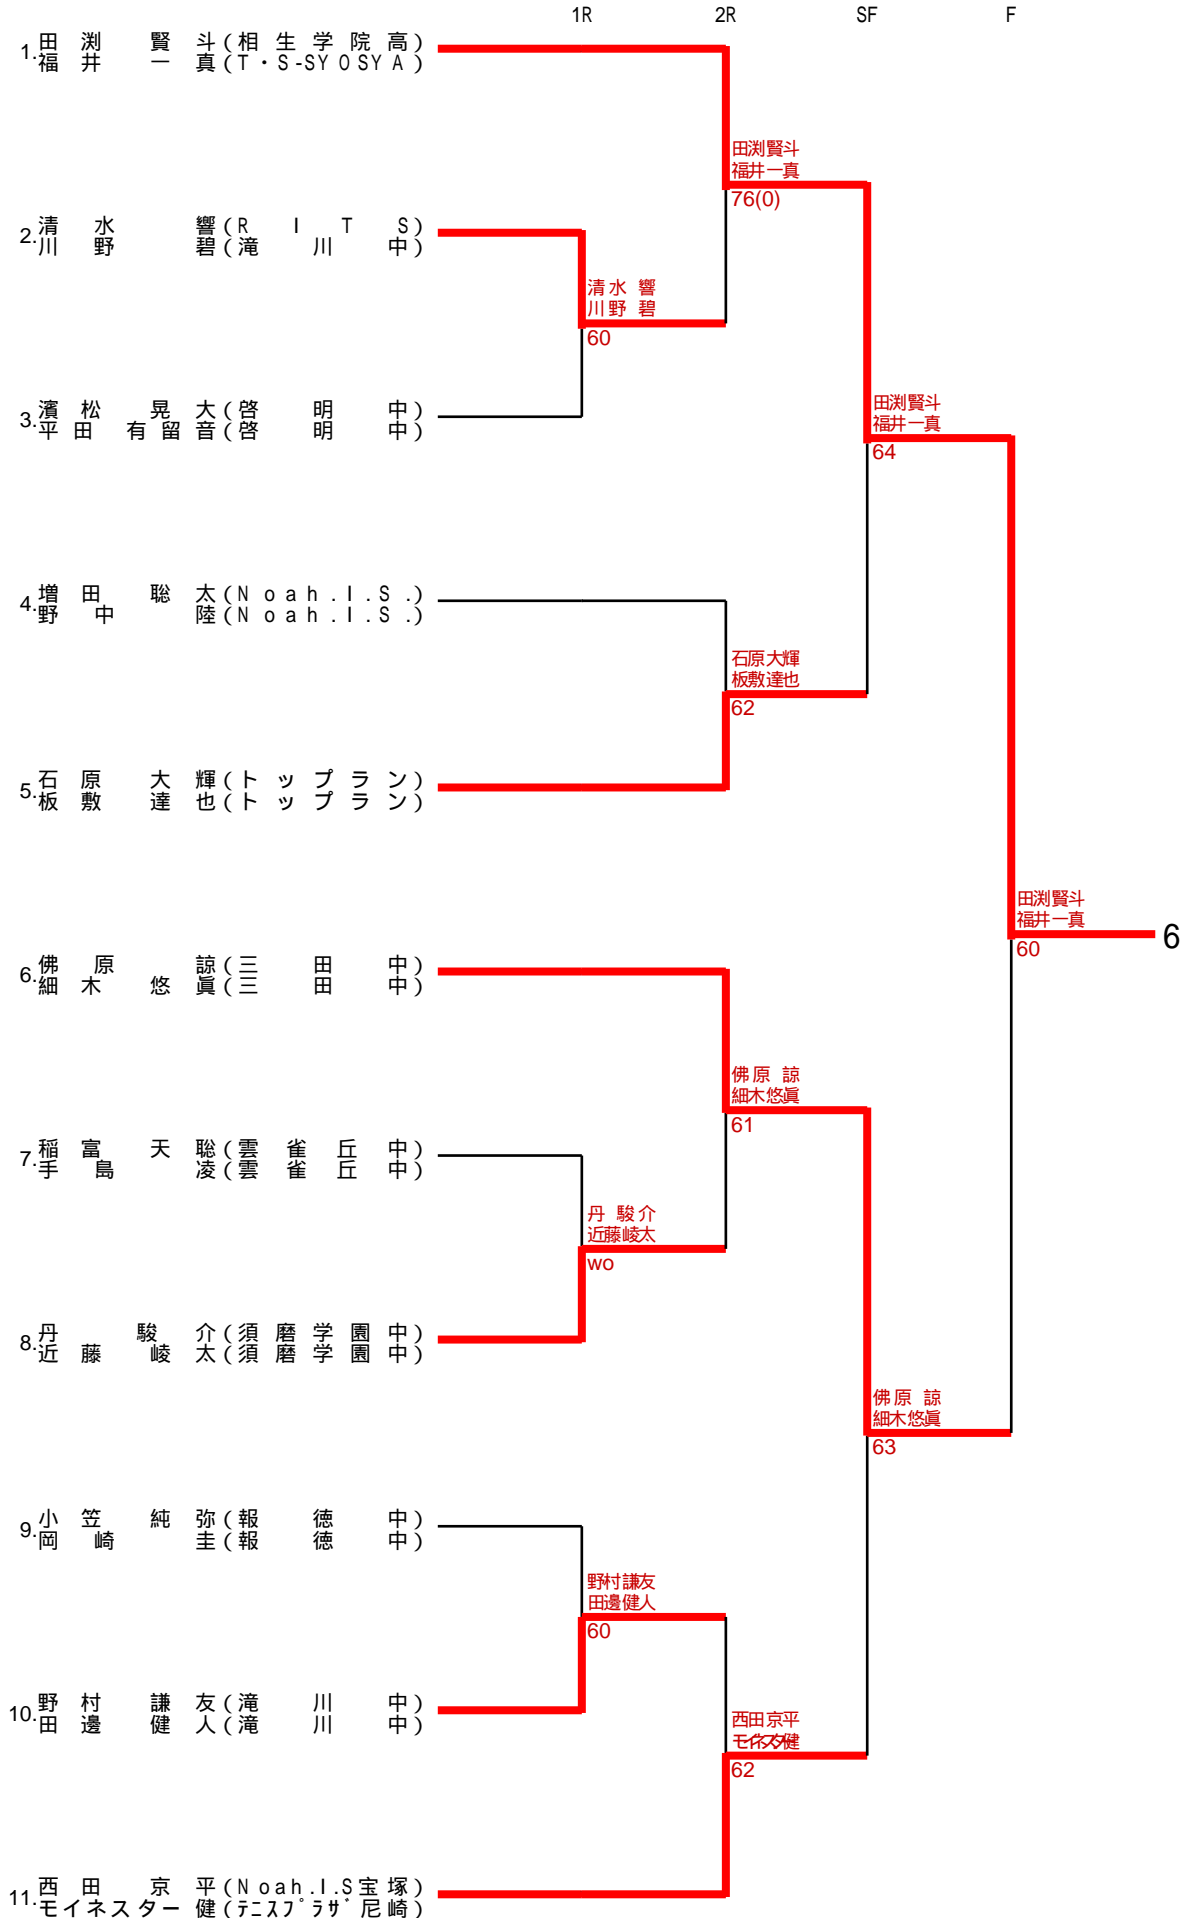 1R 2R SF F
1. 田渕 賢斗(相生学院高)
福井 一真(T・S-SYOSYA)
田渕賢斗
福井一真
76(0)
2. 清水 響(RITS)
川野 碧(滝川中)
清水 響
川野 碧
60
3. 濱松 晃大(啓明中)
平田 有留音(啓明中)
田渕賢斗
福井一真
64
4. 増田 聡太(Noah.I.S.)
野中 陸(Noah.I.S.)
石原大輝
板敷達也
62
5. 石原 大輝(トップラン)
板敷 達也(トップラン)
田渕賢斗
福井一真
60
6
6. 佛原 諒(三田中)
細木 悠眞(三田中)
佛原 諒
細木悠眞
61
7. 稲富 天聡(雲雀丘中)
手島 凌(雲雀丘中)
丹 駿介
近藤崚太
wo
8. 丹 駿介(須磨学園中)
近藤 崚太(須磨学園中)
佛原 諒
細木悠眞
63
9. 小笠 純弥(報徳中)
岡崎 圭(報徳中)
野村謙友
田邊健人
60
10. 野村 謙友(滝川中)
田邊 健人(滝川中)
西田京平
モイネスター健
62
11. 西田 京平(Noah.I.S宝塚)
モイネスター 健(テニスプラザ尼崎)